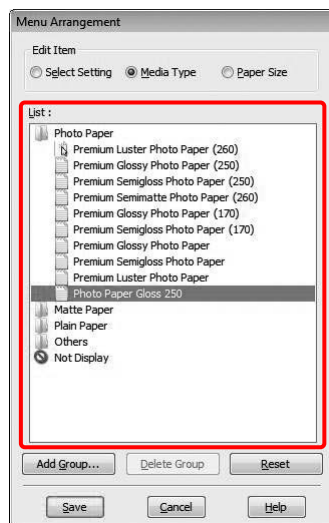 Menu Arrangement
Edit Item
Select Setting Media Type Paper Size
List :
Photo Paper
Premium Luster Photo Paper (260)
Premium Glossy Photo Paper (250)
Premium Semigloss Photo Paper (250)
Premium Semimatte Photo Paper (260)
Premium Glossy Photo Paper (170)
Premium Semigloss Photo Paper (170)
Premium Glossy Photo Paper
Premium Semigloss Photo Paper
Premium Luster Photo Paper
Photo Paper Gloss 250
Matte Paper
Plain Paper
Others
Not Display
Add Group... Delete Group Reset
Save Cancel Help